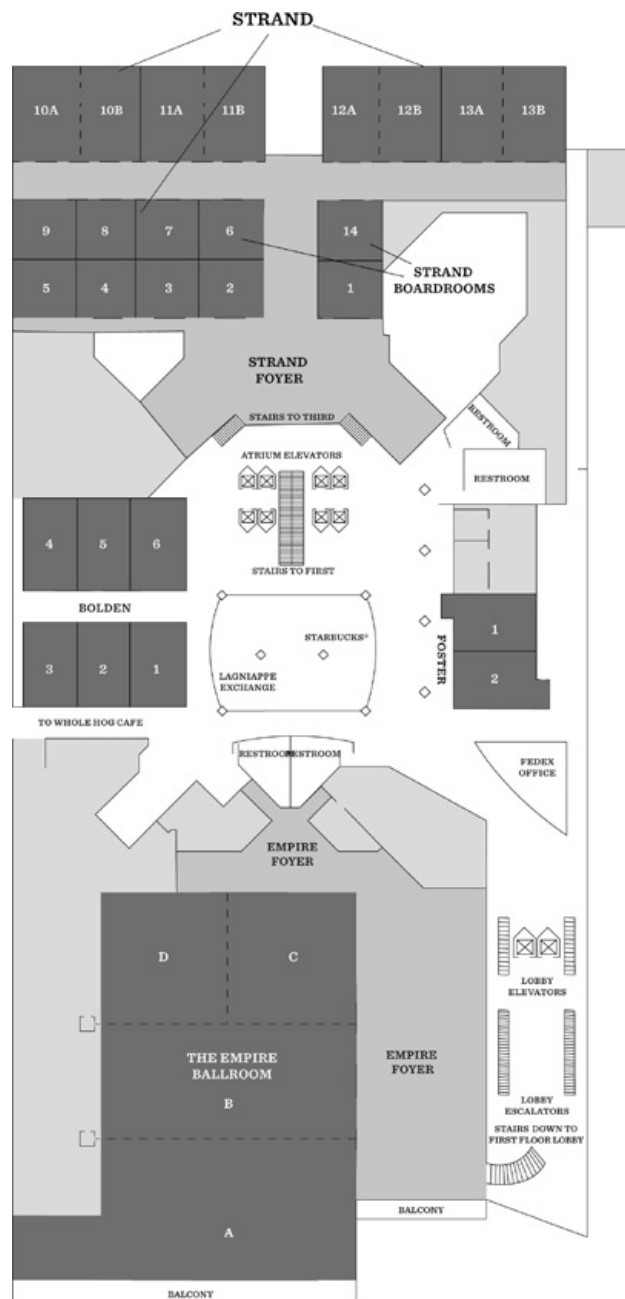 STRAND
10A 10B 11A 11B 12A 12B 13A 13B
9 8 7 6 14
STRAND
BOARDROOMS
5 4 3 2 1
STRAND
FOYER
STAIRS TO THIRD
RESTROOM
ATRIUM ELEVATORS
RESTROOM
4 5 6
STAIRS TO FIRST
BOLDEN
STARBUCKS®
FOSTER
1
2
3 2 1
LAGNIAPPE
EXCHANGE
TO WHOLE HOG CAFE
RESTROOM
RESTROOM
FEDEX
OFFICE
EMPIRE
FOYER
D C
LOBBY
ELEVATORS
THE EMPIRE
BALLROOM
B
EMPIRE
FOYER
LOBBY
ESCALATORS
STAIRS DOWN TO
FIRST FLOOR LOBBY
BALCONY
A
BALCONY